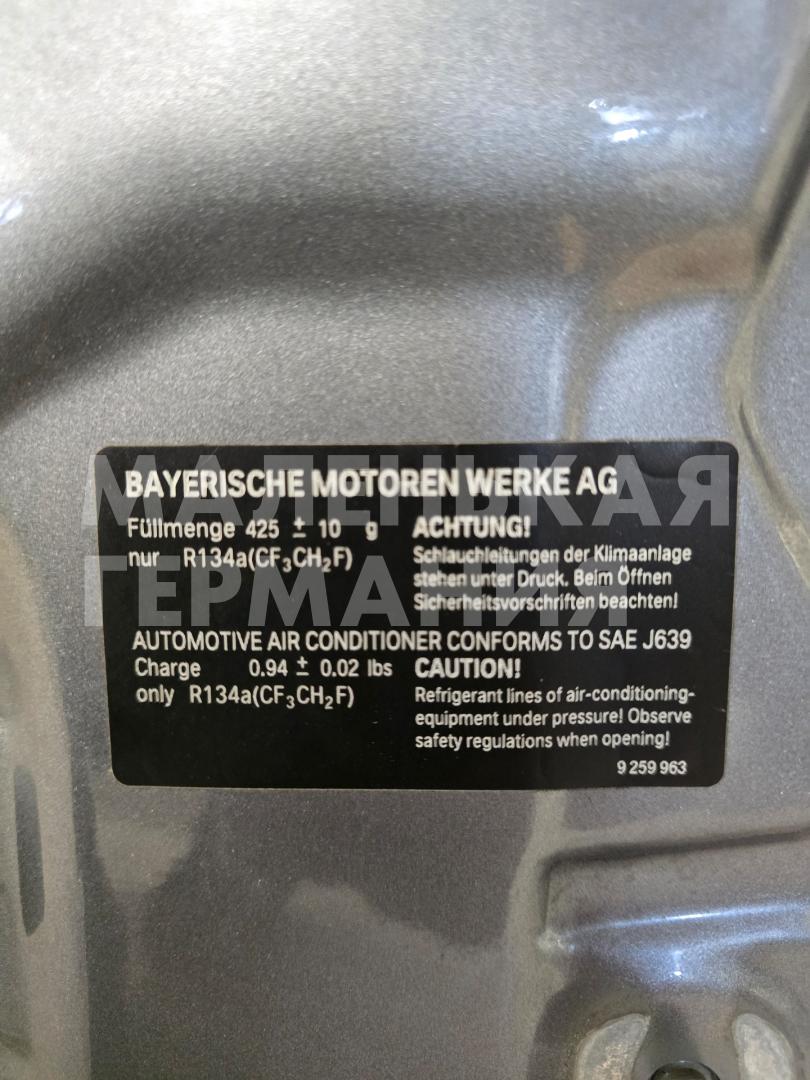 МАЛЕНЬКАЯ
ГЕРМАНИЯ
BAYERISCHE MOTOREN WERKE AG
Füllmenge 425 ± 10 g
nur R134a(CF₃CH₂F)
ACHTUNG!
Schlauchleitungen der Klimaanlage
stehen unter Druck. Beim Öffnen
Sicherheitsvorschriften beachten!
AUTOMOTIVE AIR CONDITIONER CONFORMS TO SAE J639
Charge 0.94 ± 0.02 lbs
only R134a(CF₃CH₂F)
CAUTION!
Refrigerant lines of air-conditioning-
equipment under pressure! Observe
safety regulations when opening!
9 259 963